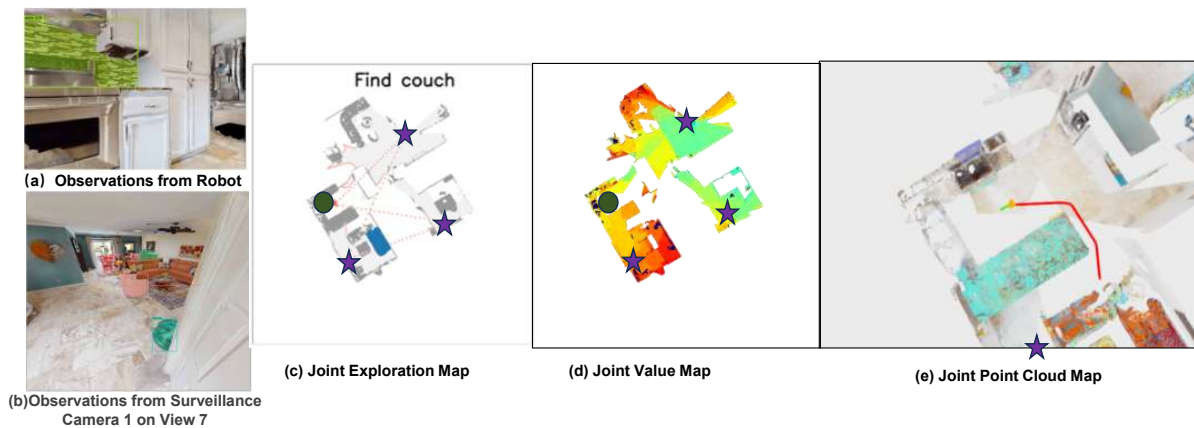 (a) Observations from Robot
(b)Observations from Surveillance
Camera 1 on View 7
Find couch
(c) Joint Exploration Map
(d) Joint Value Map
(e) Joint Point Cloud Map